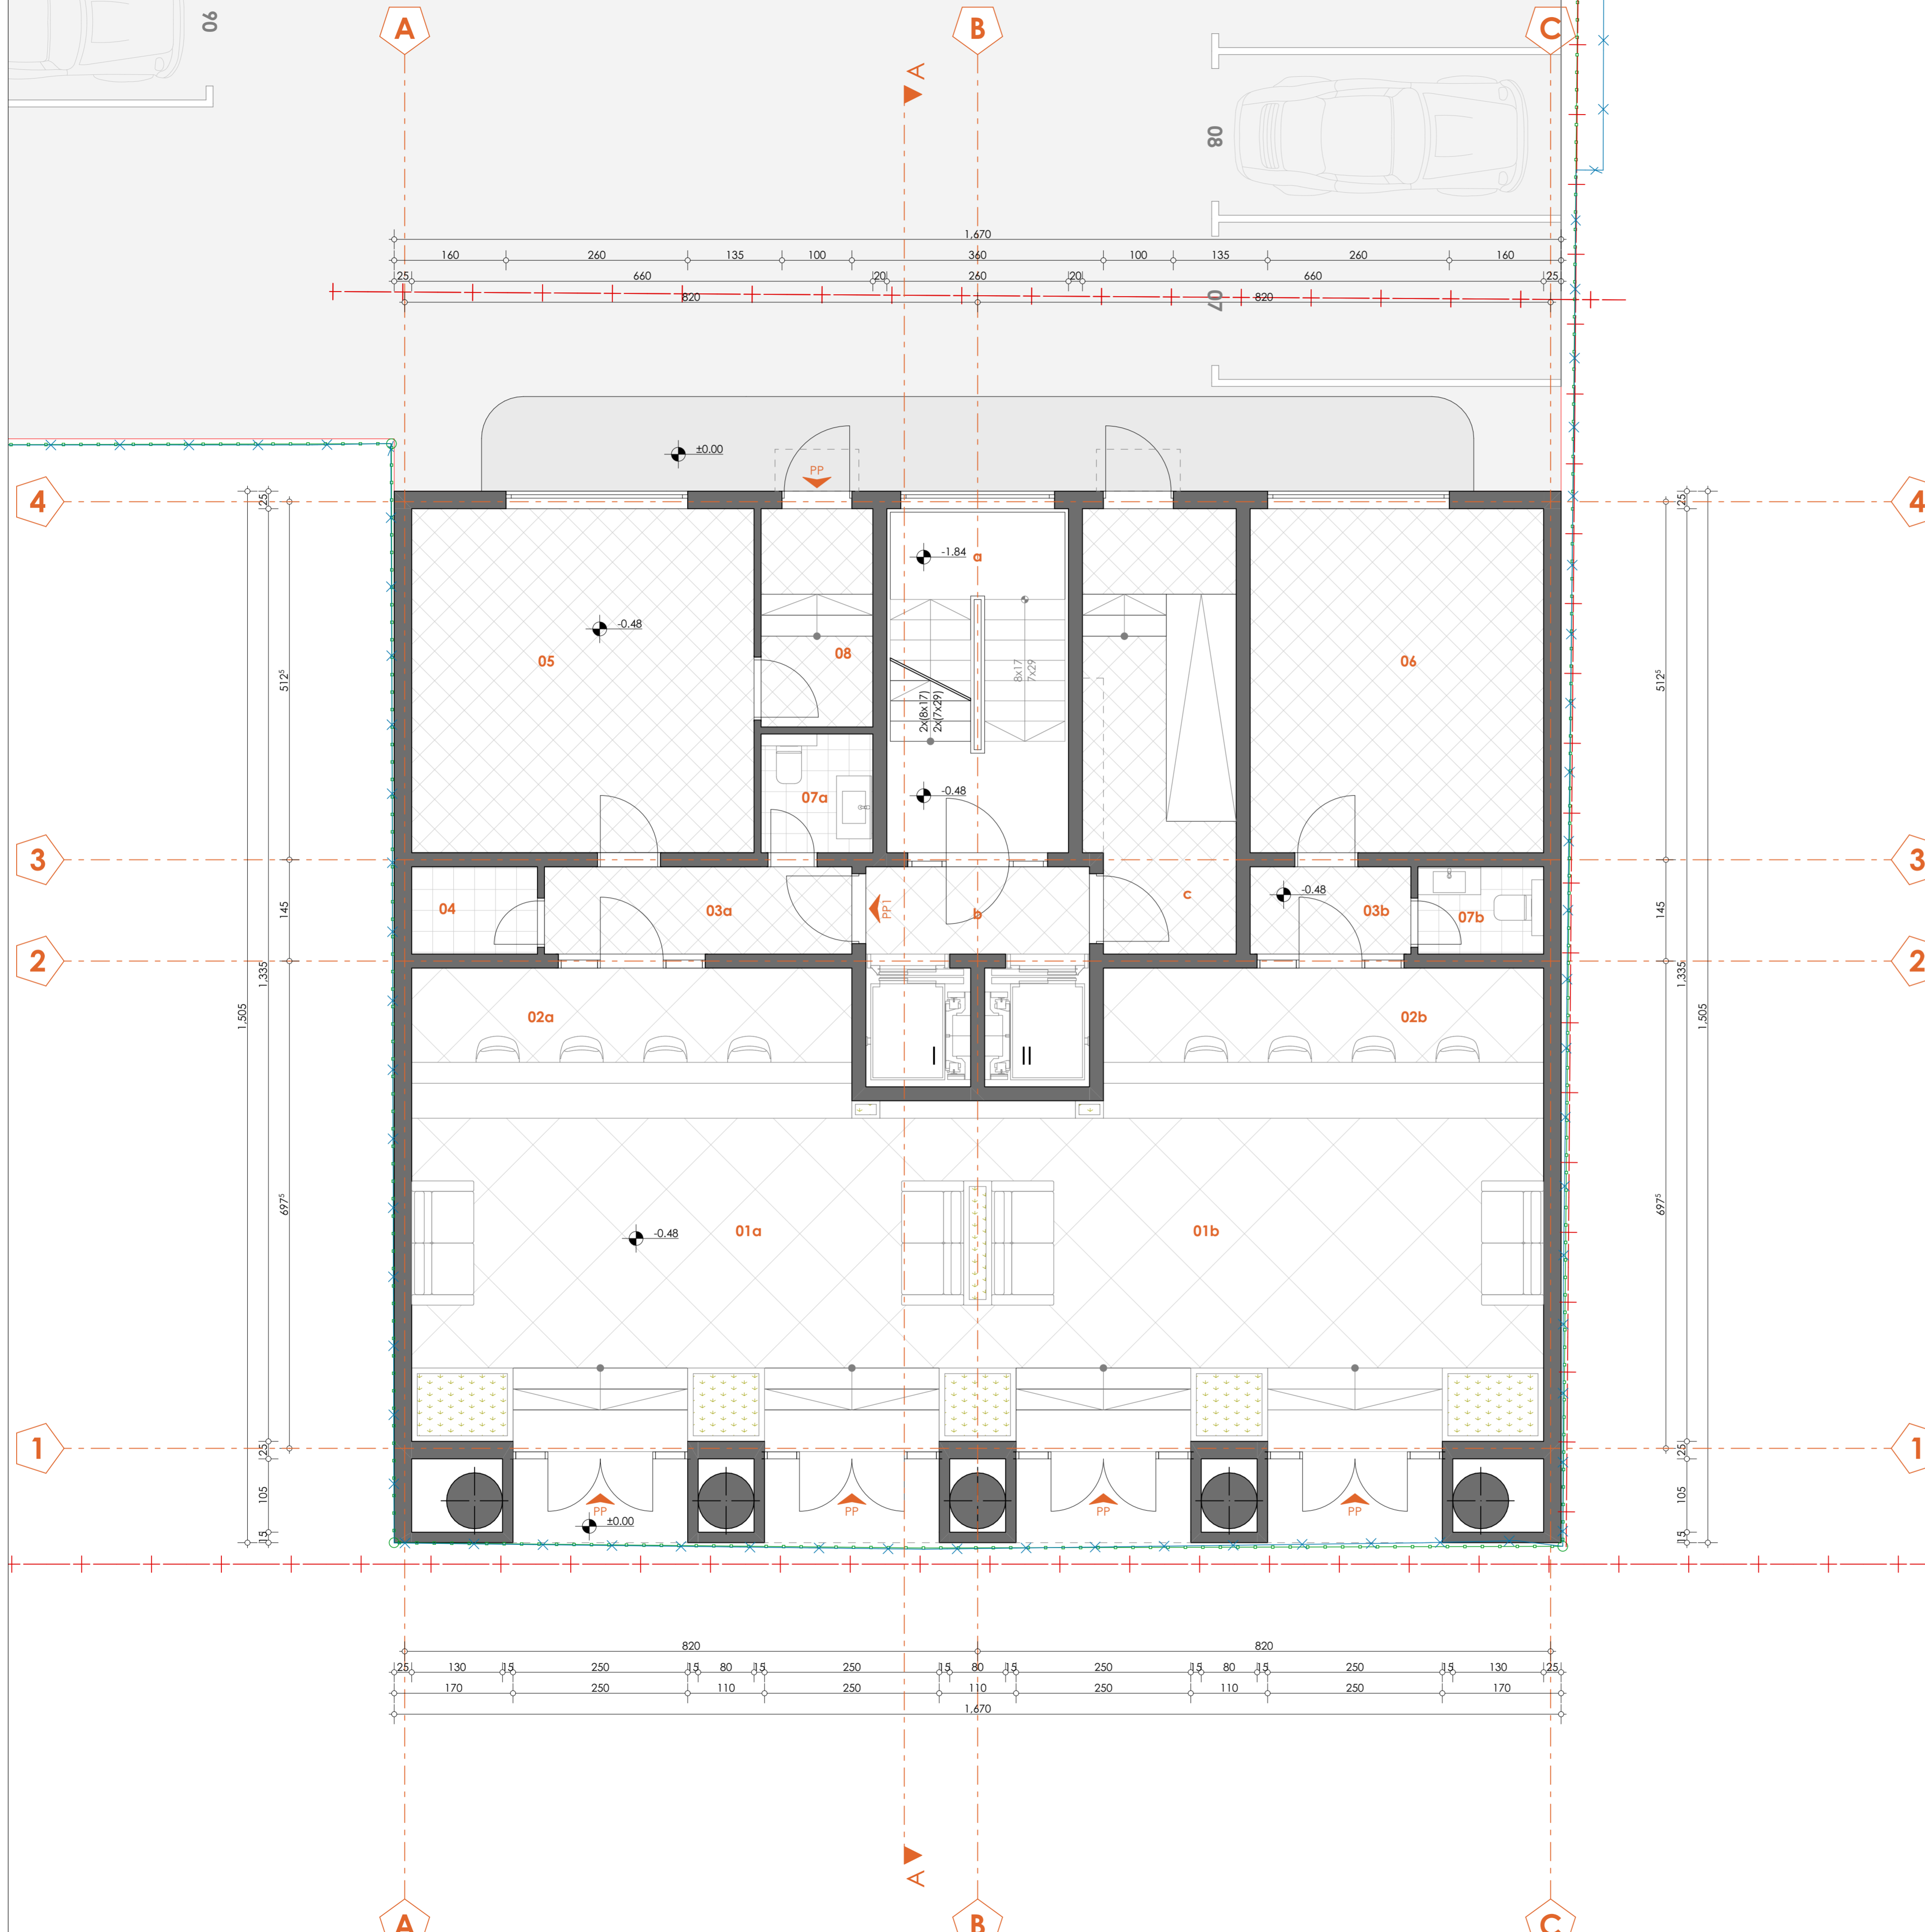 06
A
B
C
A
08
1,670
160
260
135
100
360
100
135
260
160
25
660
20
260
20
660
25
820
07
820
±0.00
PP
4
4
25
25
-1.84
a
-0.48
05
08
06
8x17
7x29
2x(8x17)
2x(7x29)
512⁵
512⁵
07a
-0.48
3
3
04
03a
PP1
b
c
-0.48
03b
07b
145
145
2
2
1,335
1,335
1,505
1,505
02a
I
II
02b
697⁵
697⁵
01a
-0.48
01b
1
1
25
25
105
105
PP
PP
PP
PP
±0.00
15
15
820
820
25
130
15
250
15
80
15
250
15
80
15
250
15
80
15
250
15
130
25
170
250
110
250
110
250
110
250
170
1,670
A
A
B
C